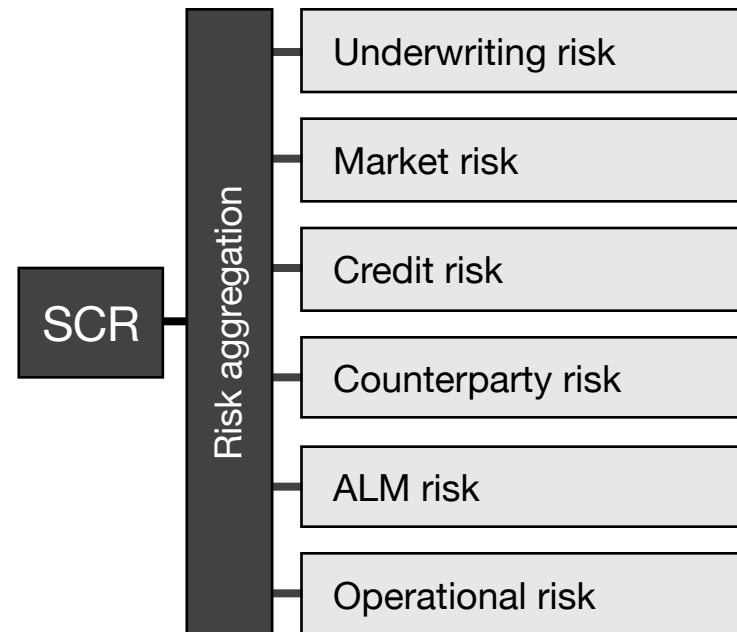 SCR
Risk aggregation
Underwriting risk
Market risk
Credit risk
Counterparty risk
ALM risk
Operational risk